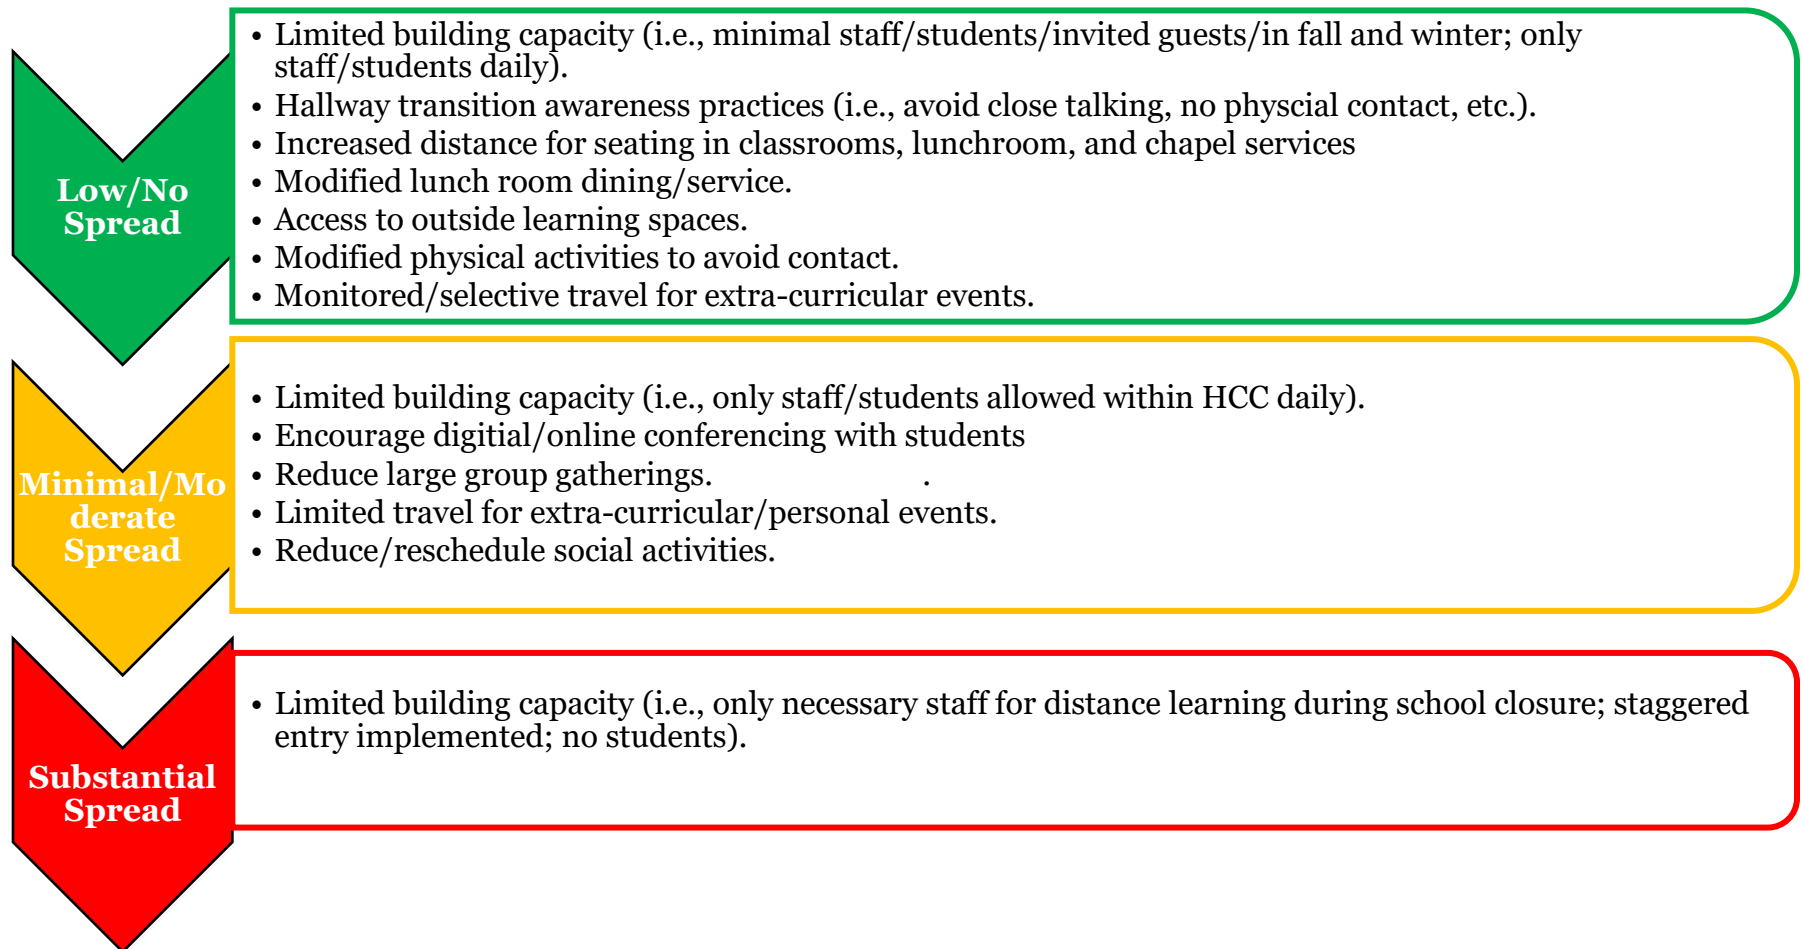 Low/No
Spread
• Limited building capacity (i.e., minimal staff/students/invited guests/in fall and winter; only
staff/students daily).
• Hallway transition awareness practices (i.e., avoid close talking, no physcial contact, etc.).
• Increased distance for seating in classrooms, lunchroom, and chapel services
• Modified lunch room dining/service.
• Access to outside learning spaces.
• Modified physical activities to avoid contact.
• Monitored/selective travel for extra-curricular events.
Minimal/Mo
derate
Spread
• Limited building capacity (i.e., only staff/students allowed within HCC daily).
• Encourage digitial/online conferencing with students
• Reduce large group gatherings. .
• Limited travel for extra-curricular/personal events.
• Reduce/reschedule social activities.
Substantial
Spread
• Limited building capacity (i.e., only necessary staff for distance learning during school closure; staggered
entry implemented; no students).